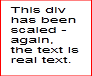 This div
has been
scaled -
again,
the text is
real text.